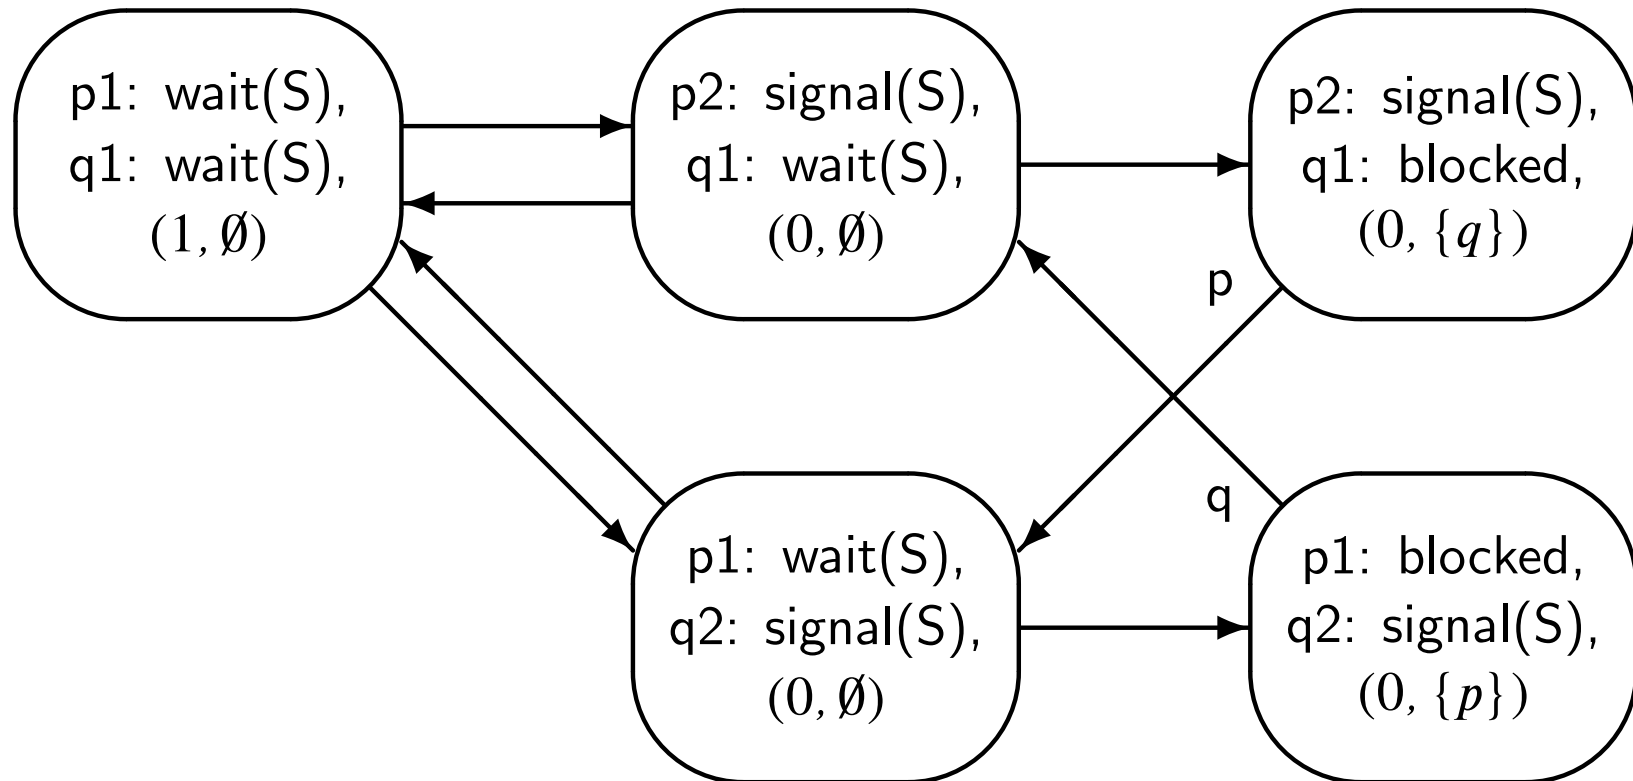 p1: wait(S),
q1: wait(S),
(1, ∅)
p2: signal(S),
q1: wait(S),
(0, ∅)
p2: signal(S),
q1: blocked,
(0, {q})
p
q
p1: wait(S),
q2: signal(S),
(0, ∅)
p1: blocked,
q2: signal(S),
(0, {p})